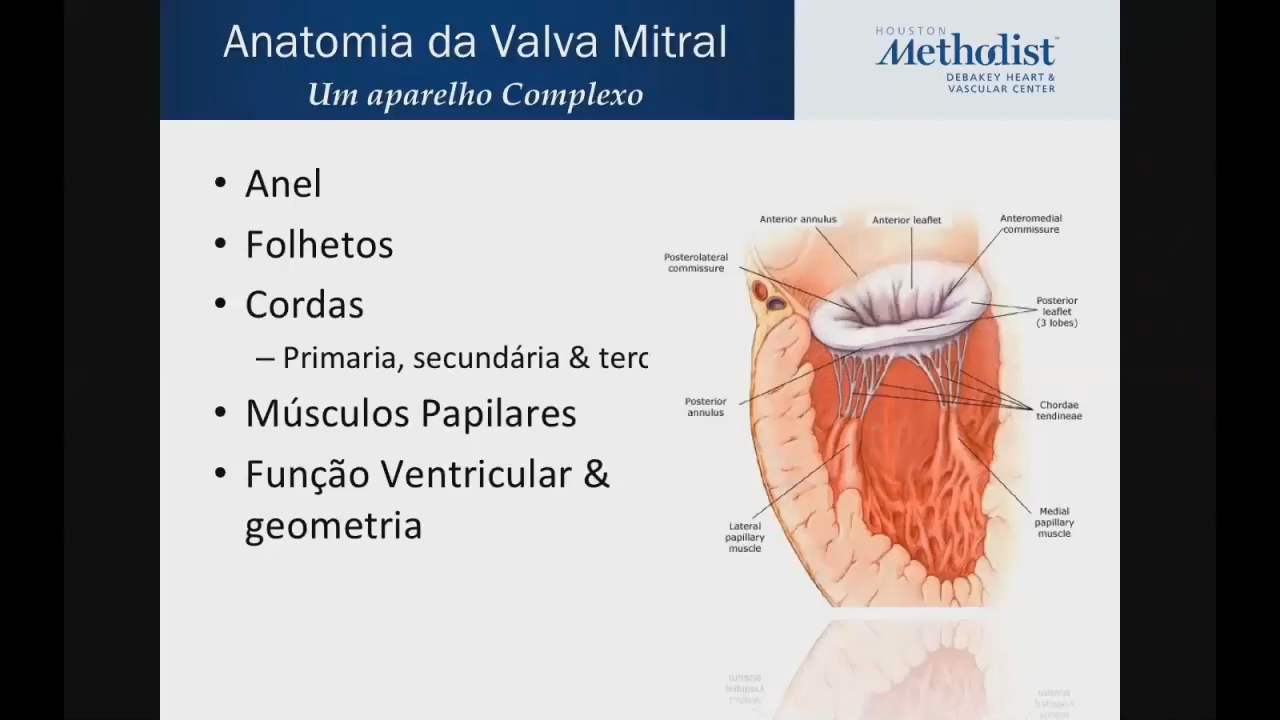 Anatomia da Valva Mitral
Um aparelho Complexo
HOUSTON
Methodist
DEBAKEY HEART &
VASCULAR CENTER
• Anel
• Folhetos
• Cordas
– Primaria, secundária & terc
• Músculos Papilares
• Função Ventricular &
geometria
Anterior annulus
Anterior leaflet
Anteromedial
commissure
Posterolateral
commissure
Posterior
leaflet
(3 lobes)
Posterior
annulus
Chordae
tendineae
Lateral
papillary
muscle
Medial
papillary
muscle